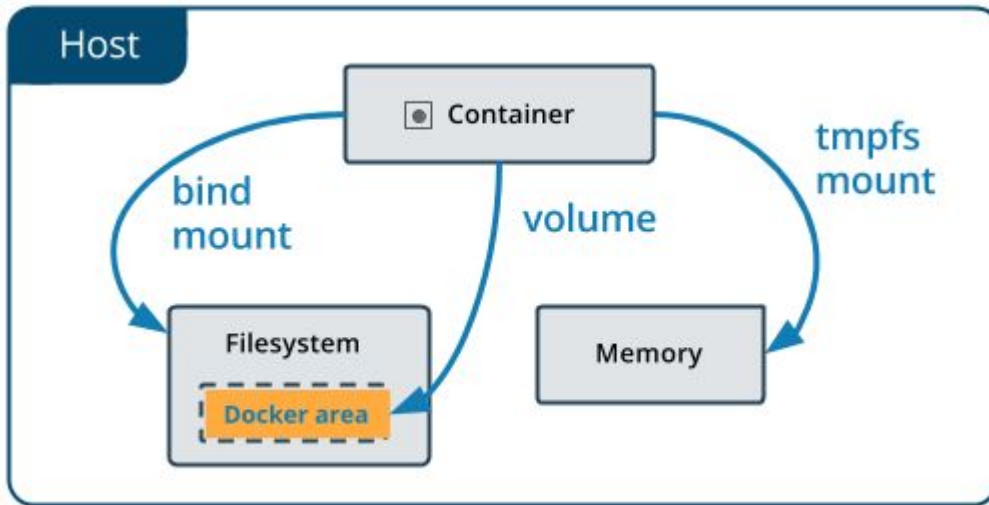 Host
Container
bind
mount
volume
tmpfs
mount
Filesystem
Docker area
Memory